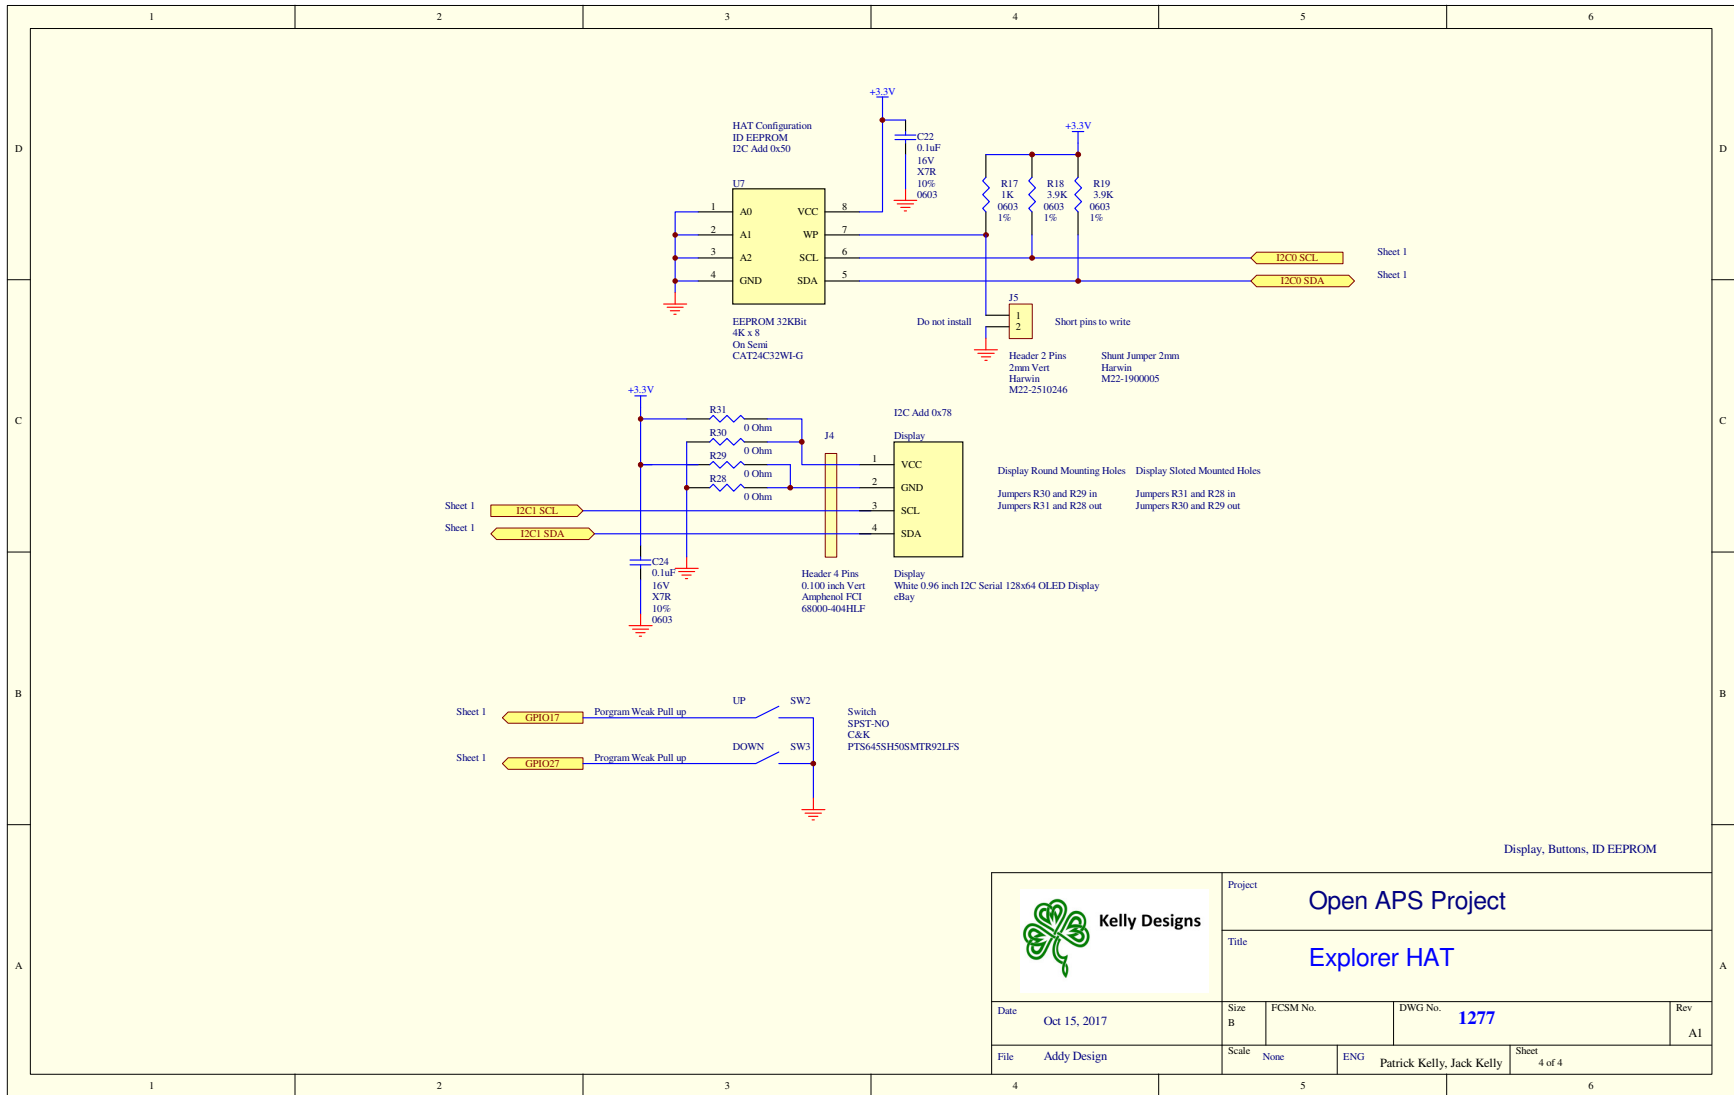 1 2 3 4 5 6
D
D
C
C
B
B
A
A
+3.3V
HAT Configuration
ID EEPROM
I2C Add 0x50
C22
0.1uF
16V
X7R
10%
0603
+3.3V
U7
1 A0
2 A1
3 A2
4 GND
VCC 8
WP 7
SCL 6
SDA 5
R17
1K
0603
1%
R18
3.9K
0603
1%
R19
3.9K
0603
1%
I2C0 SCL
Sheet 1
I2C0 SDA
Sheet 1
EEPROM 32KBit
4K x 8
On Semi
CAT24C32WI-G
Do not install
J5
1
2
Short pins to write
Header 2 Pins
2mm Vert
Harwin
M22-2510246
Shunt Jumper 2mm
Harwin
M22-1900005
+3.3V
R31
0 Ohm
R30
0 Ohm
R29
0 Ohm
R28
0 Ohm
J4
I2C Add 0x78
Display
1 VCC
2 GND
3 SCL
4 SDA
Display Round Mounting Holes
Jumpers R30 and R29 in
Jumpers R31 and R28 out
Display Sloted Mounted Holes
Jumpers R31 and R28 in
Jumpers R30 and R29 out
Sheet 1
I2C1 SCL
Sheet 1
I2C1 SDA
C24
0.1uF
16V
X7R
10%
0603
Header 4 Pins
0.100 inch Vert
Amphenol FCI
68000-404HLF
Display
White 0.96 inch I2C Serial 128x64 OLED Display
eBay
Sheet 1
GPIO17
Porgram Weak Pull up
UP
SW2
Sheet 1
GPIO27
Program Weak Pull up
DOWN
SW3
Switch
SPST-NO
C&K
PTS645SH50SMTR92LFS
Display, Buttons, ID EEPROM
Kelly Designs
Project
Open APS Project
Title
Explorer HAT
Date
Oct 15, 2017
Size
B
FCSM No.
DWG No.
1277
Rev
A1
File
Addy Design
Scale
None
ENG
Patrick Kelly, Jack Kelly
Sheet
4 of 4
1 2 3 4 5 6